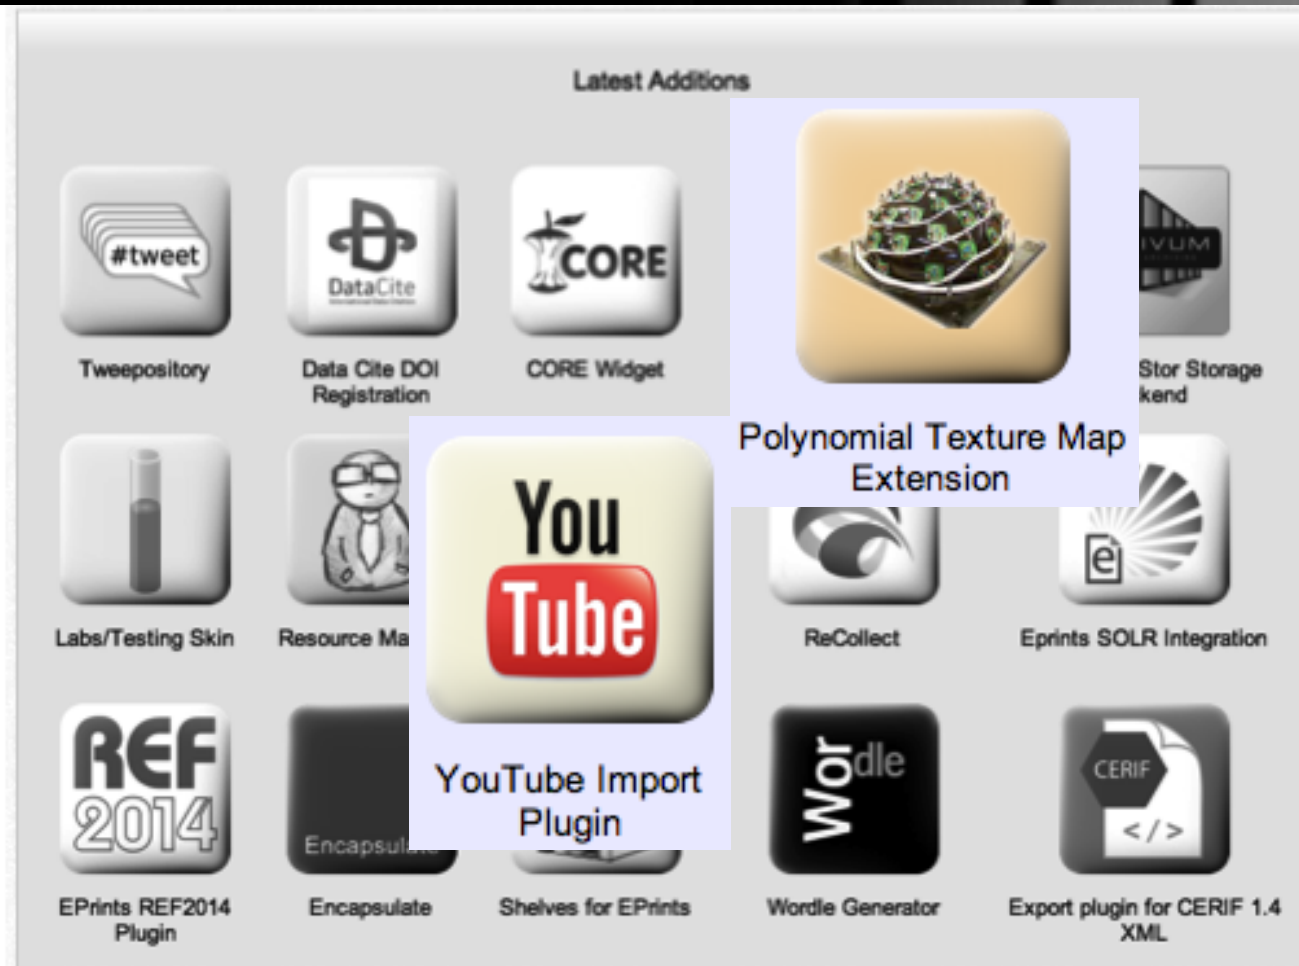 Latest Additions
#tweet
DataCite
CORE
IVUM
Tweepository
Data Cite DOI
Registration
CORE Widget
Polynomial Texture Map
Extension
Stor Storage
kend
You
Tube
e
Labs/Testing Skin
Resource Ma
YouTube Import
Plugin
ReCollect
Eprints SOLR Integration
REF
2014
Encapsulate
Wordle
CERIF
</>
EPrints REF2014
Plugin
Encapsulate
Shelves for EPrints
Wordle Generator
Export plugin for CERIF 1.4
XML